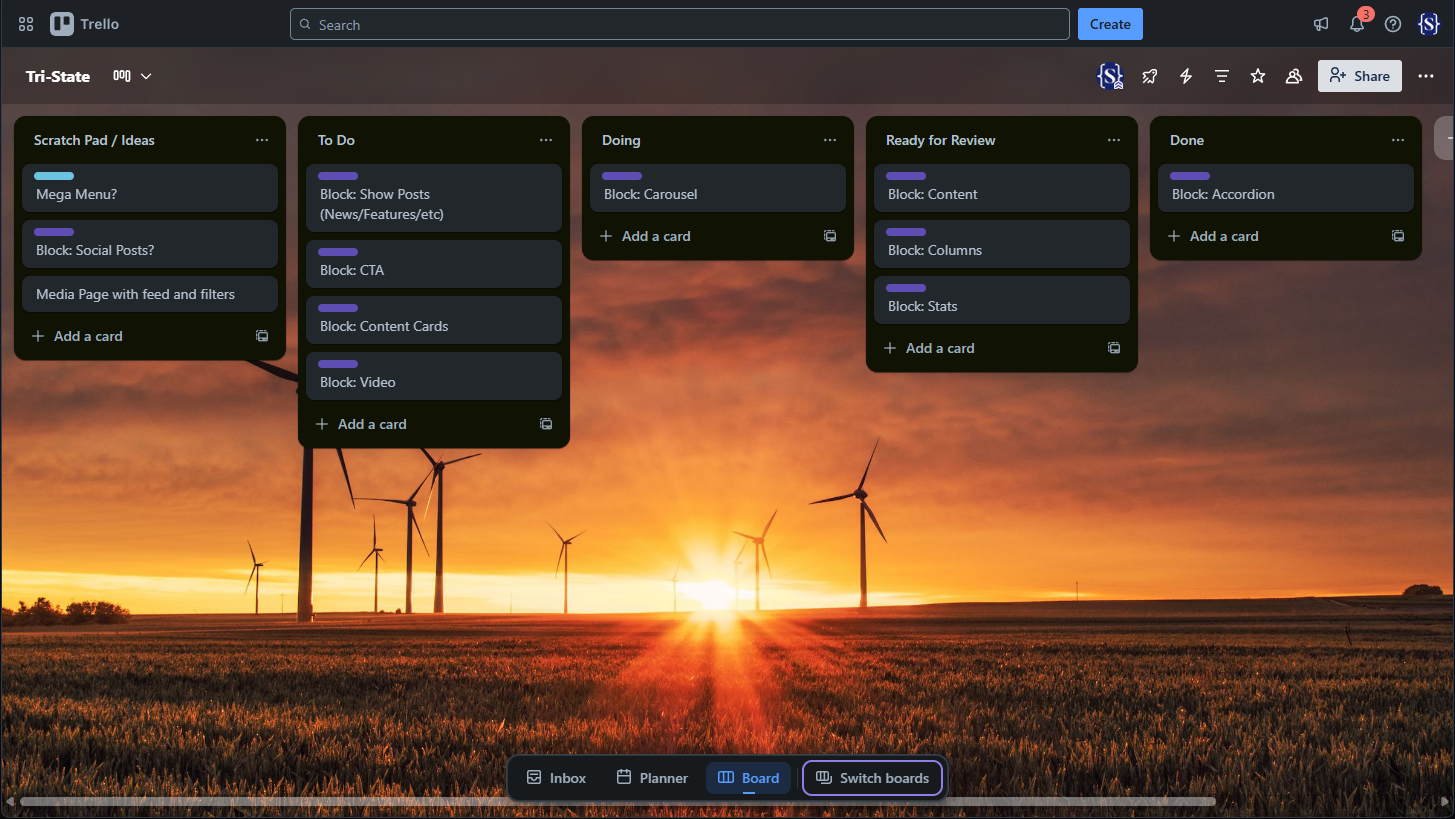 Trello
Search
Create
3
{S}
Tri-State
{S}
Share
Scratch Pad / Ideas
Mega Menu?
Block: Social Posts?
Media Page with feed and filters
Add a card
To Do
Block: Show Posts
(News/Features/etc)
Block: CTA
Block: Content Cards
Block: Video
Add a card
Doing
Block: Carousel
Add a card
Ready for Review
Block: Content
Block: Columns
Block: Stats
Add a card
Done
Block: Accordion
Add a card
Inbox
Planner
Board
Switch boards